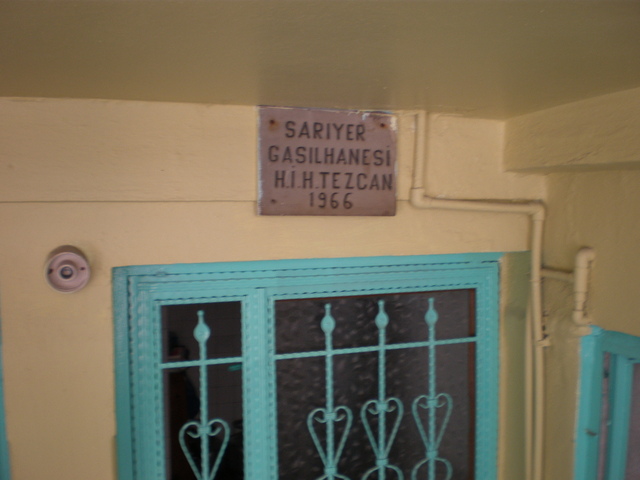 SARIYER
GASILHANESİ
H.İ.H.TEZCAN
1966